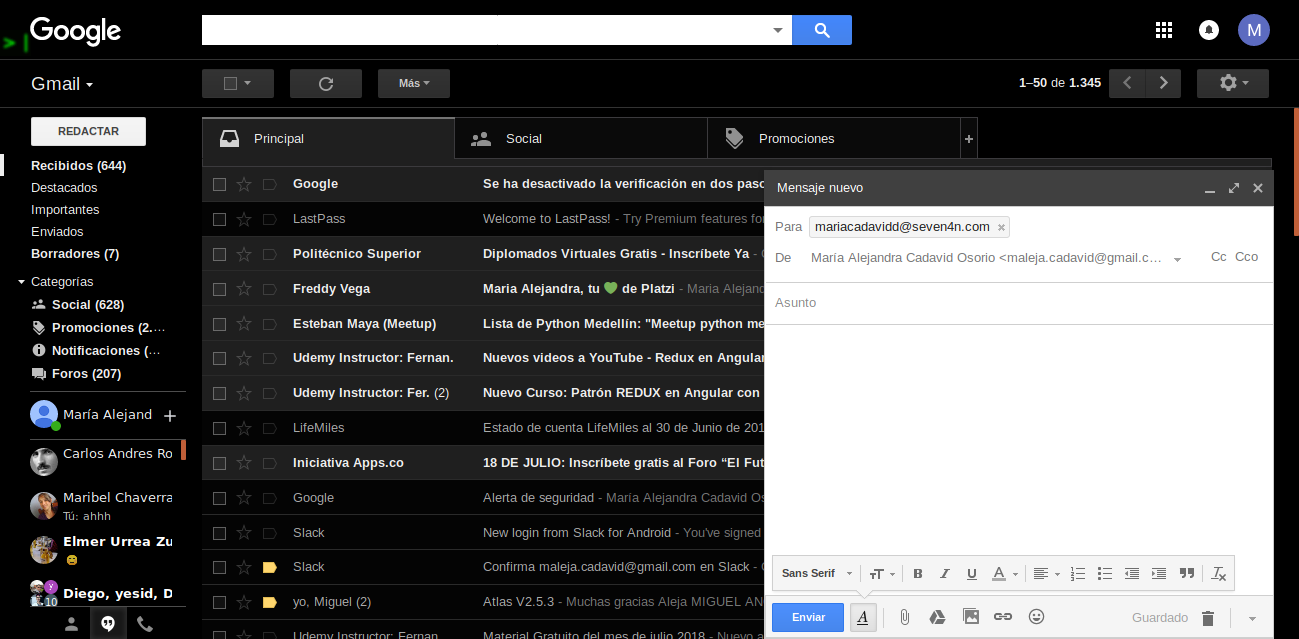 Google
M
Gmail
Más
1–50 de 1.345
REDACTAR
Principal
Social
Promociones
+
Recibidos (644)
Destacados
Importantes
Enviados
Borradores (7)
Categorías
Social (628)
Promociones (2.…
Notificaciones (…
Foros (207)
María Alejand
Carlos Andres Ro
Maribel Chaverra
Tú: ahhh
Elmer Urrea Zu
Diego, yesid, D
Y
10
Google Se ha desactivado la verificación en dos paso
LastPass Welcome to LastPass! - Try Premium features for
Politécnico Superior Diplomados Virtuales Gratis - Inscríbete Ya -
Freddy Vega Maria Alejandra, tu 💚 de Platzi - Maria Alejand
Esteban Maya (Meetup) Lista de Python Medellín: "Meetup python me
Udemy Instructor: Fernan. Nuevos videos a YouTube - Redux en Angular
Udemy Instructor: Fer. (2) Nuevo Curso: Patrón REDUX en Angular con
LifeMiles Estado de cuenta LifeMiles al 30 de Junio de 201
Iniciativa Apps.co 18 DE JULIO: Inscríbete gratis al Foro “El Fut
Google Alerta de seguridad - María Alejandra Cadavid Os
Slack New login from Slack for Android - You've signed
Slack Confirma maleja.cadavid@gmail.com en Slack -
yo, Miguel (2) Atlas V2.5.3 - Muchas gracias Aleja MIGUEL AN
Udemy Instructor: Fernan. Material Gratuito del mes de julio 2018 - Nuevo a
Mensaje nuevo
Para mariacadavidd@seven4n.com ×
De María Alejandra Cadavid Osorio <maleja.cadavid@gmail.c… Cc Cco
Asunto
Sans Serif TT B I U A Tx
Enviar A Guardado